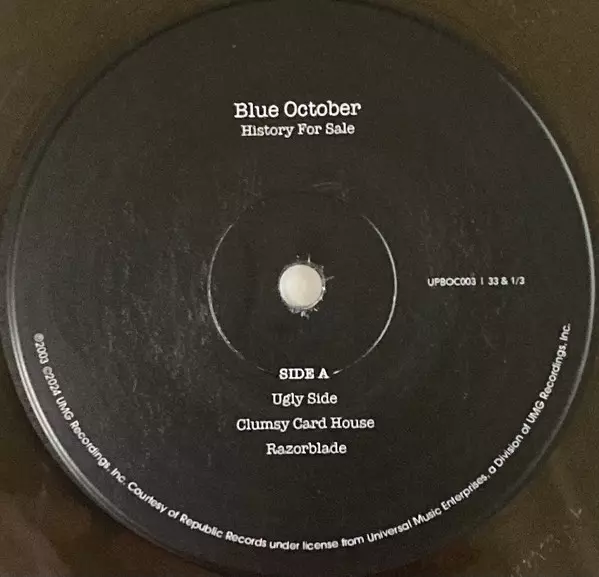 Blue October
History For Sale
UPBOC003 | 33 & 1/3
SIDE A
Ugly Side
Clumsy Card House
Razorblade
℗2003 ©2024 UMG Recordings, Inc. Courtesy of Republic Records under license from Universal Music Enterprises, a Division of UMG Recordings, Inc.